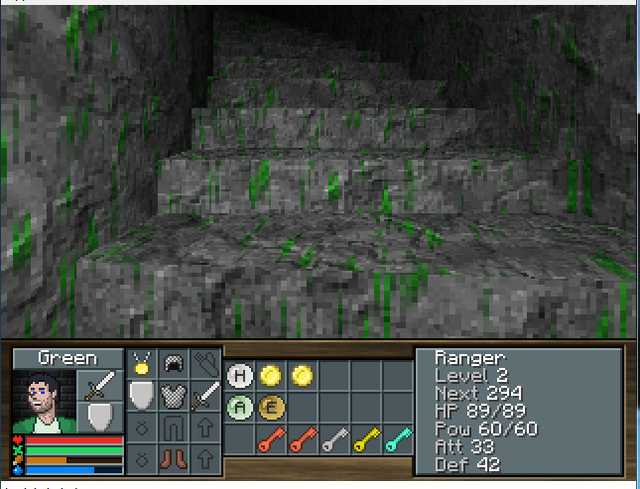 Green
H
A E
Ranger
Level 2
Next 294
HP 89/89
Pow 60/60
Att 33
Def 42